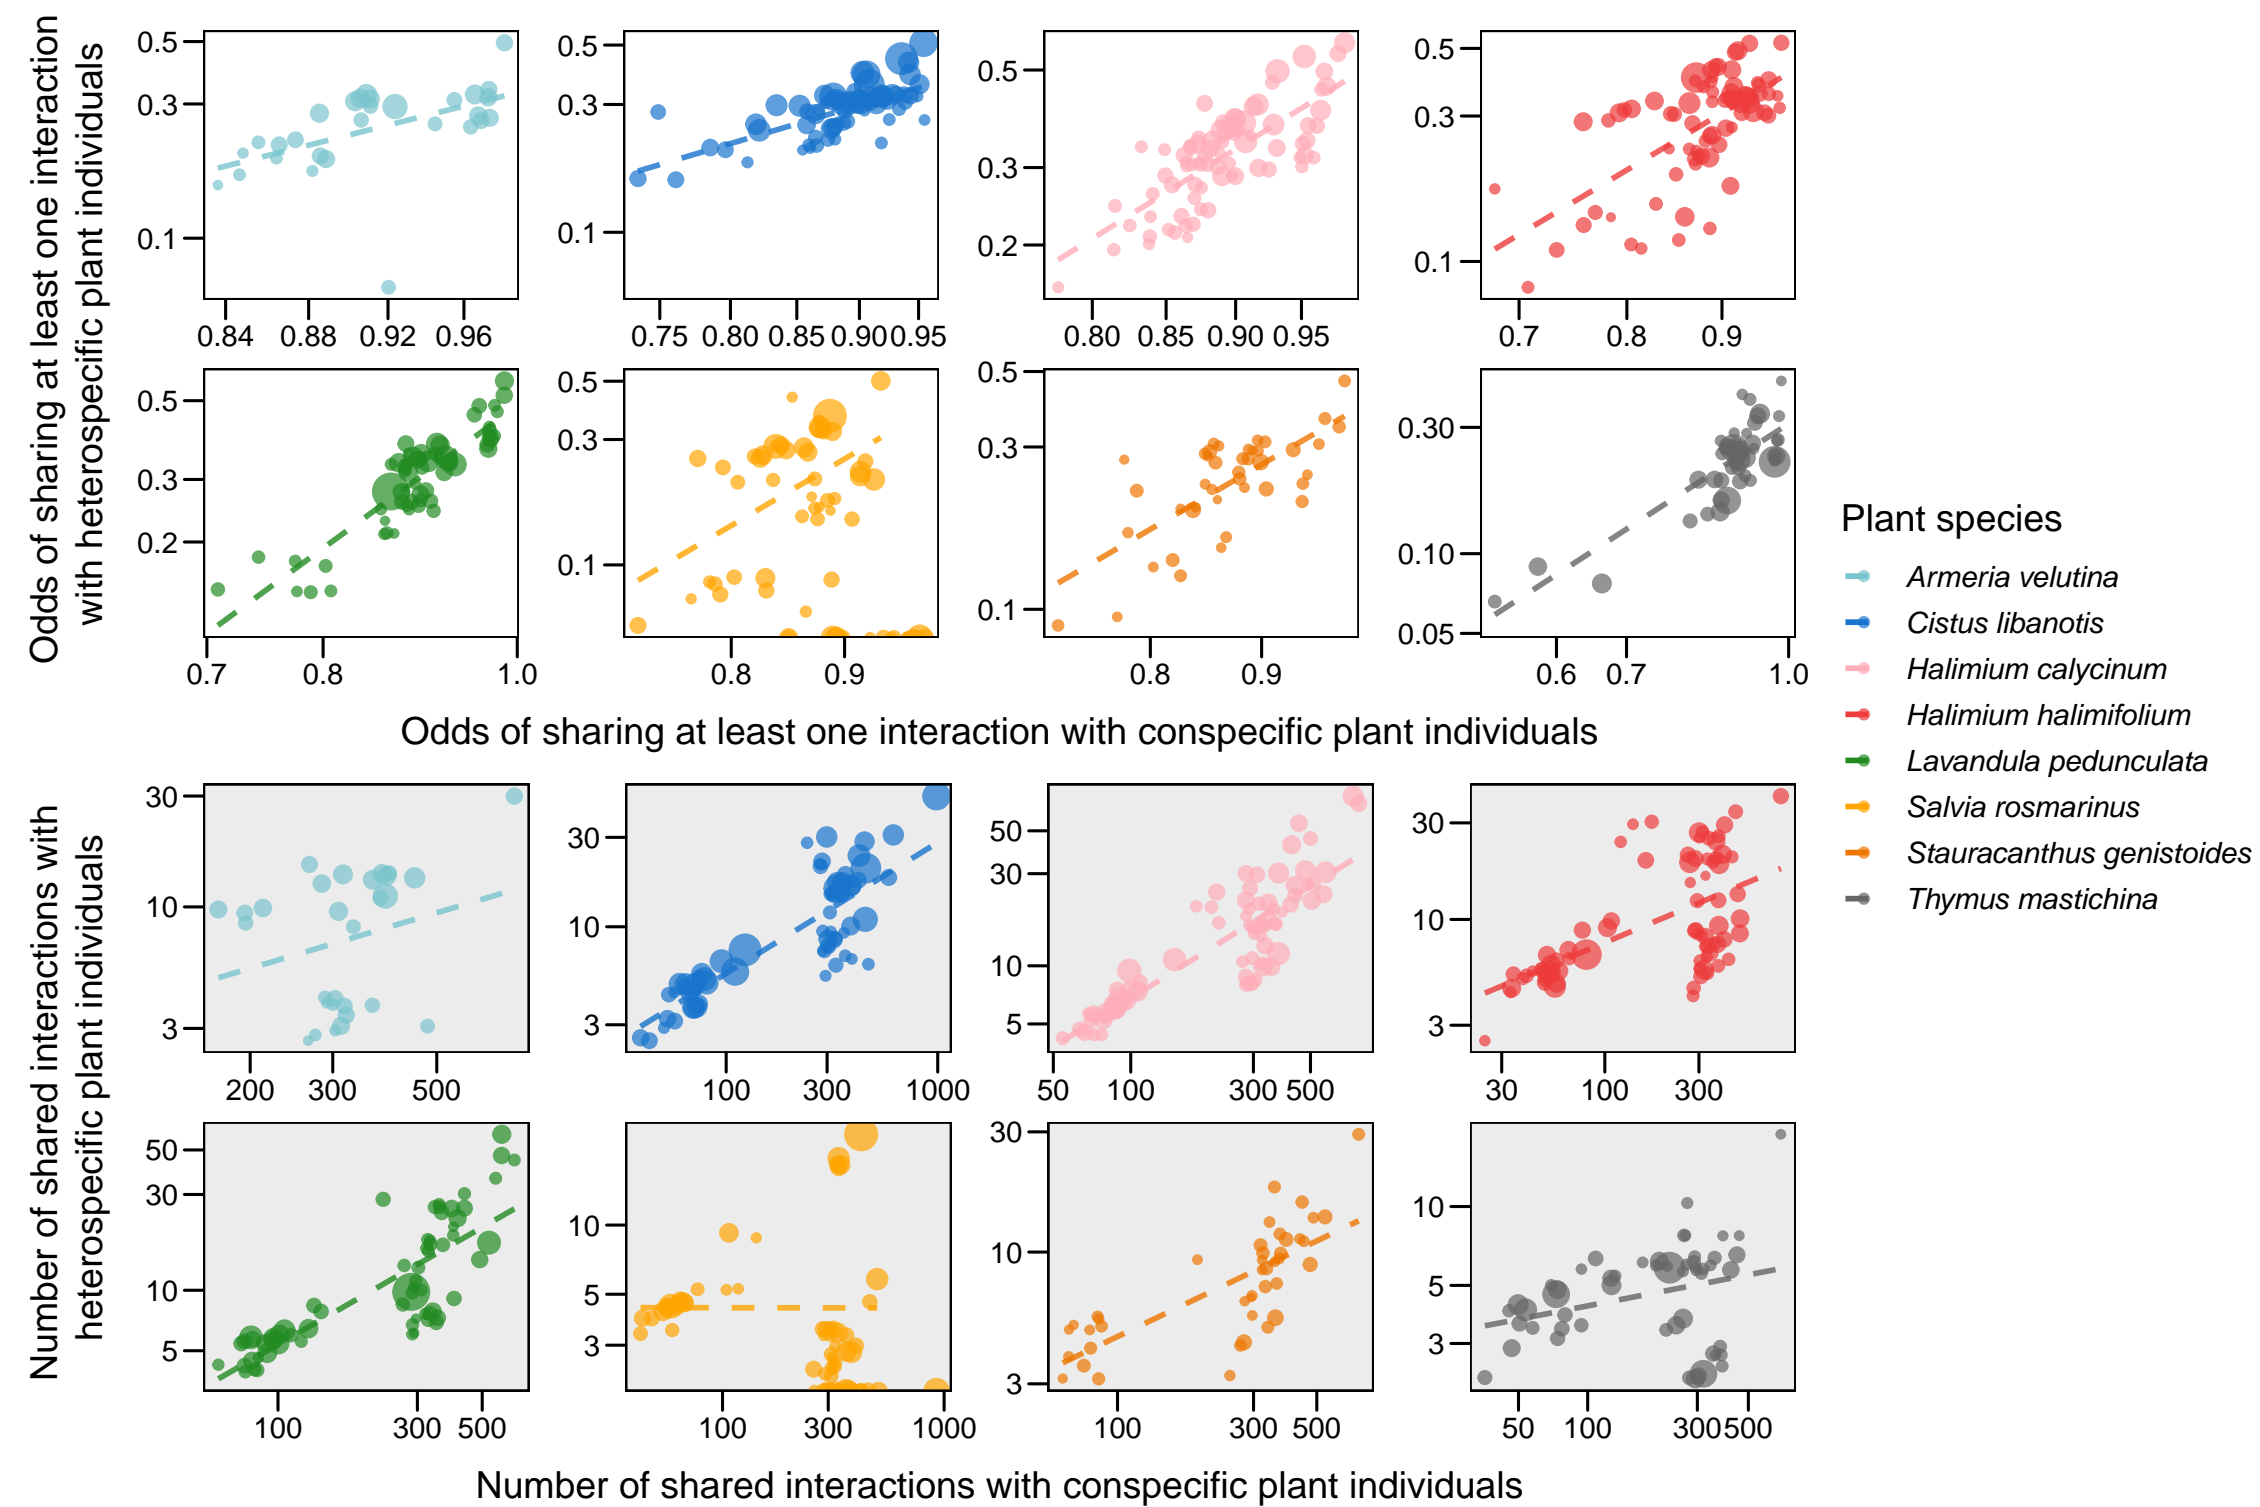 Odds of sharing at least one interaction
with heterospecific plant individuals
0.5
0.3
0.1
0.84 0.88 0.92 0.96
0.5
0.3
0.1
0.75 0.80 0.85 0.90 0.95
0.5
0.3
0.2
0.80 0.85 0.90 0.95
0.5
0.3
0.1
0.7 0.8 0.9
0.5
0.3
0.2
0.7 0.8 1.0
0.5
0.3
0.1
0.8 0.9
0.5
0.3
0.1
0.8 0.9
0.30
0.10
0.05
0.6 0.7 1.0
Odds of sharing at least one interaction with conspecific plant individuals
Number of shared interactions with
heterospecific plant individuals
30
10
3
200 300 500
30
10
3
100 300 1000
50
30
10
5
50 100 300 500
30
10
3
30 100 300
50
30
10
5
100 300 500
10
5
3
100 300 1000
30
10
3
100 300 500
10
5
3
50 100 300 500
Number of shared interactions with conspecific plant individuals
Plant species
Armeria velutina
Cistus libanotis
Halimium calycinum
Halimium halimifolium
Lavandula pedunculata
Salvia rosmarinus
Stauracanthus genistoides
Thymus mastichina